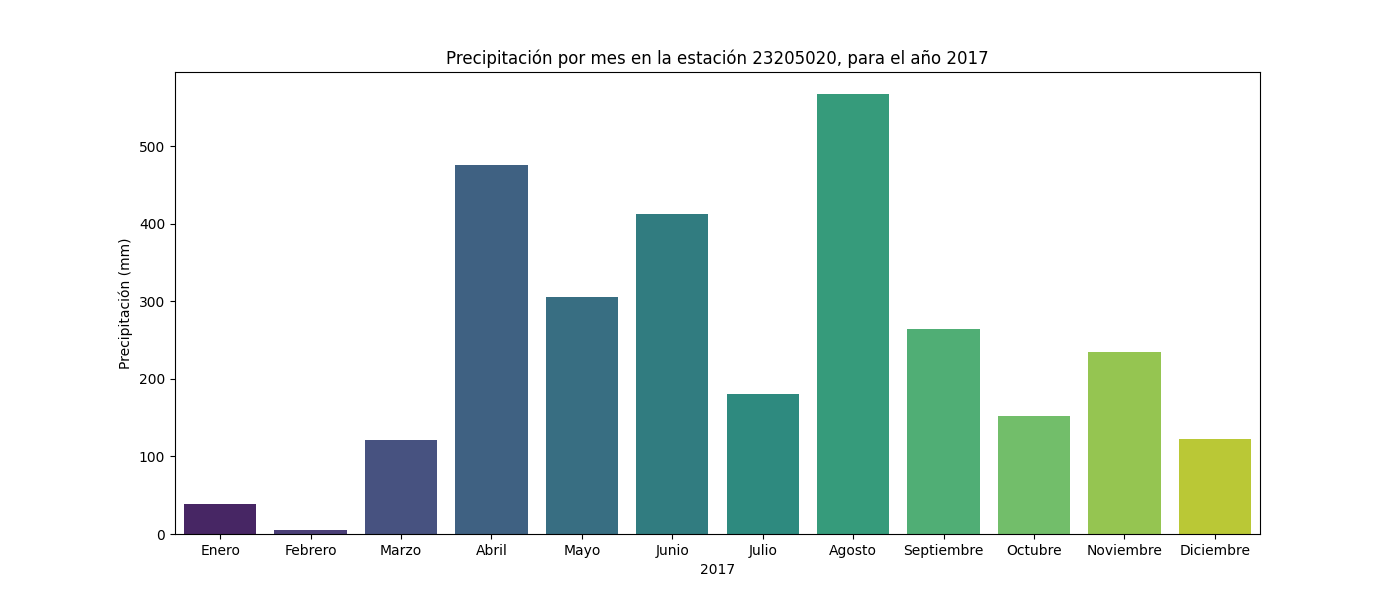 Precipitación por mes en la estación 23205020, para el año 2017
Precipitación (mm)
500
400
300
200
100
0
Enero Febrero Marzo Abril Mayo Junio Julio Agosto Septiembre Octubre Noviembre Diciembre
2017